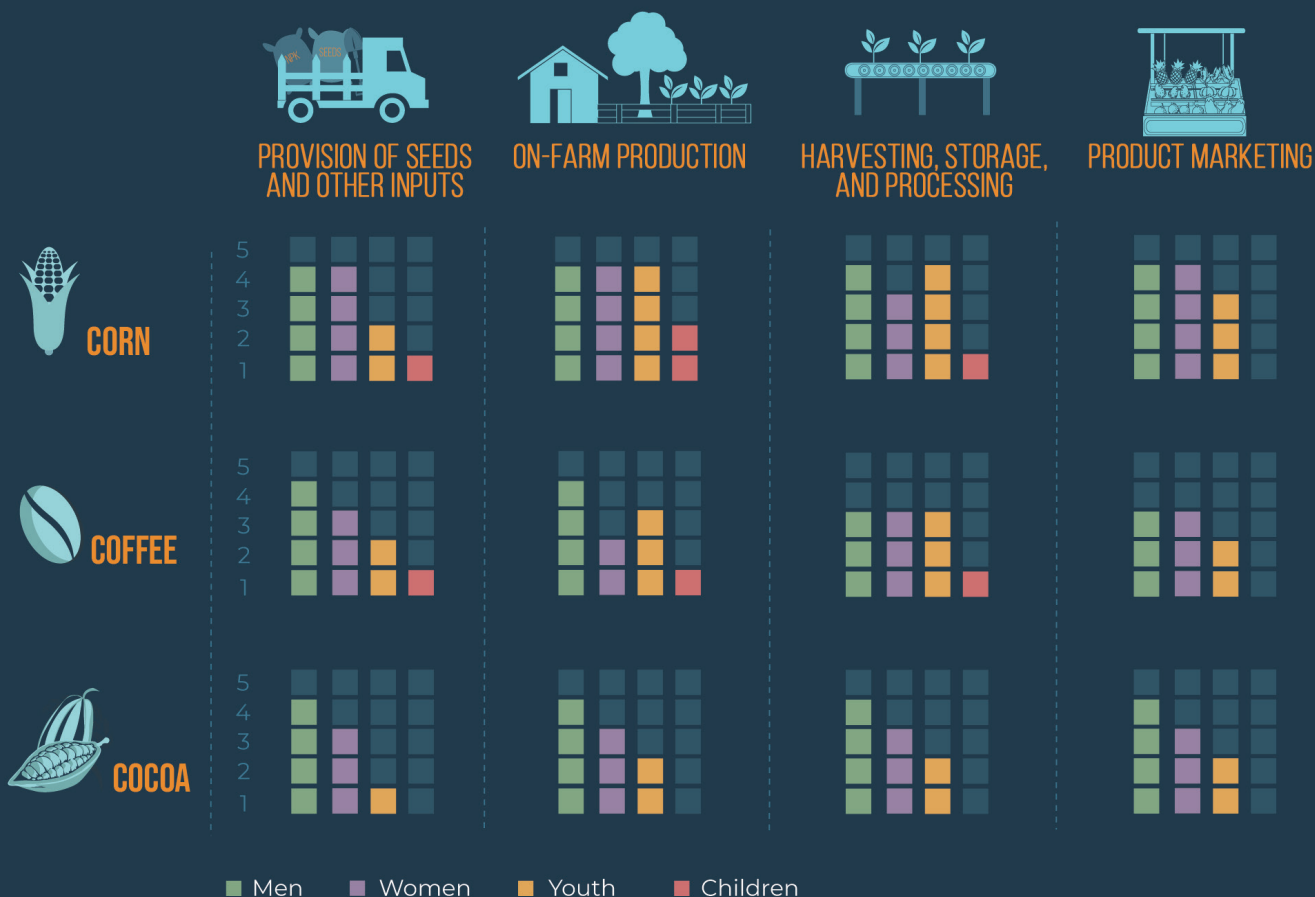 NPK
SEEDS
PROVISION OF SEEDS
AND OTHER INPUTS
ON-FARM PRODUCTION
HARVESTING, STORAGE,
AND PROCESSING
PRODUCT MARKETING
CORN
5
4
3
2
1
COFFEE
5
4
3
2
1
COCOA
5
4
3
2
1
Men
Women
Youth
Children